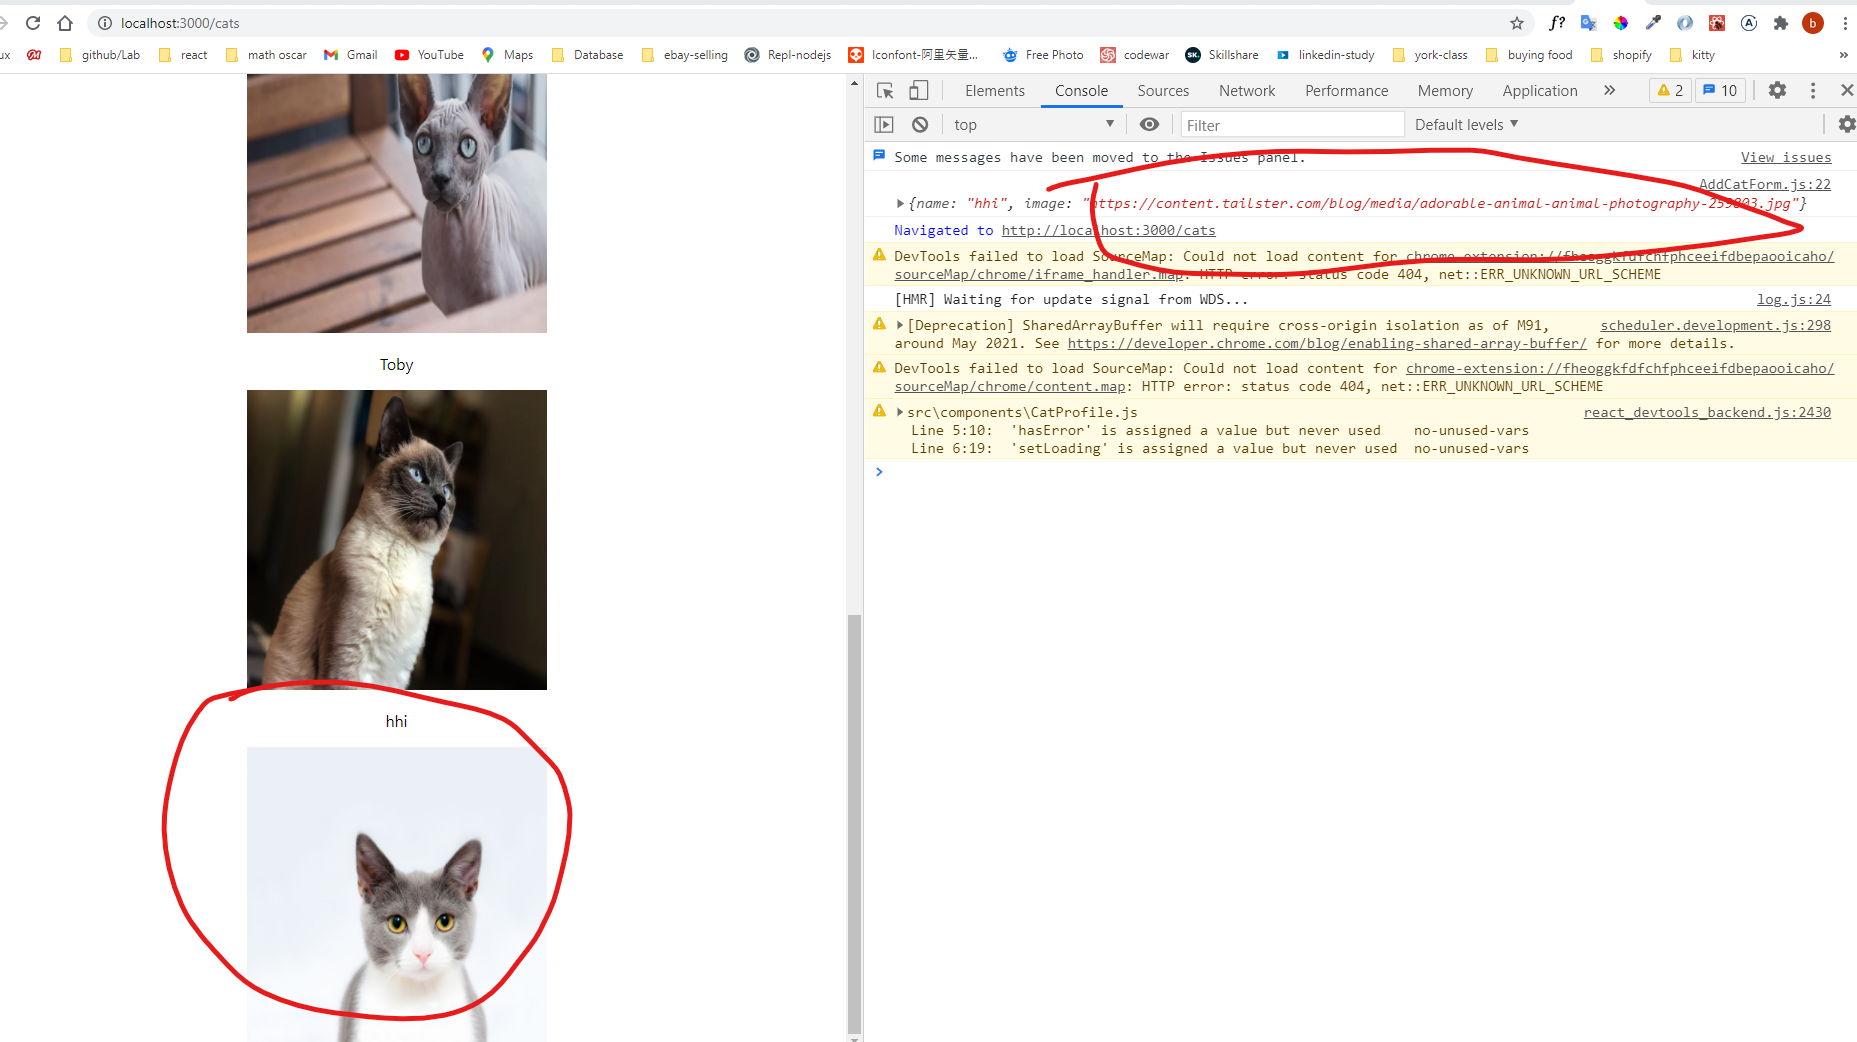 localhost:3000/cats
f?
b
ux
github/Lab
react
math oscar
Gmail
YouTube
Maps
Database
ebay-selling
Repl-nodejs
Iconfont-阿里巴矢量...
Free Photo
codewar
SK.
Skillshare
linkedin-study
york-class
buying food
shopify
kitty
»
Elements
Console
Sources
Network
Performance
Memory
Application
»
2
10
top
Filter
Default levels
Some messages have been moved to the Issues panel.
View issues
AddCatForm.js:22
{name: "hhi", image: "https://content.tailster.com/blog/media/adorable-animal-animal-photography-259803.jpg"}
Navigated to http://localhost:3000/cats
DevTools failed to load SourceMap: Could not load content for chrome-extension://fheoggkfdfchfphceeifdbepaooicaho/
sourceMap/chrome/iframe_handler.map: HTTP error: status code 404, net::ERR_UNKNOWN_URL_SCHEME
[HMR] Waiting for update signal from WDS...
log.js:24
[Deprecation] SharedArrayBuffer will require cross-origin isolation as of M91,
scheduler.development.js:298
around May 2021. See https://developer.chrome.com/blog/enabling-shared-array-buffer/ for more details.
DevTools failed to load SourceMap: Could not load content for chrome-extension://fheoggkfdfchfphceeifdbepaooicaho/
sourceMap/chrome/content.map: HTTP error: status code 404, net::ERR_UNKNOWN_URL_SCHEME
src\components\CatProfile.js
react_devtools_backend.js:2430
Line 5:10:  'hasError' is assigned a value but never used    no-unused-vars
Line 6:19:  'setLoading' is assigned a value but never used  no-unused-vars
Toby
hhi